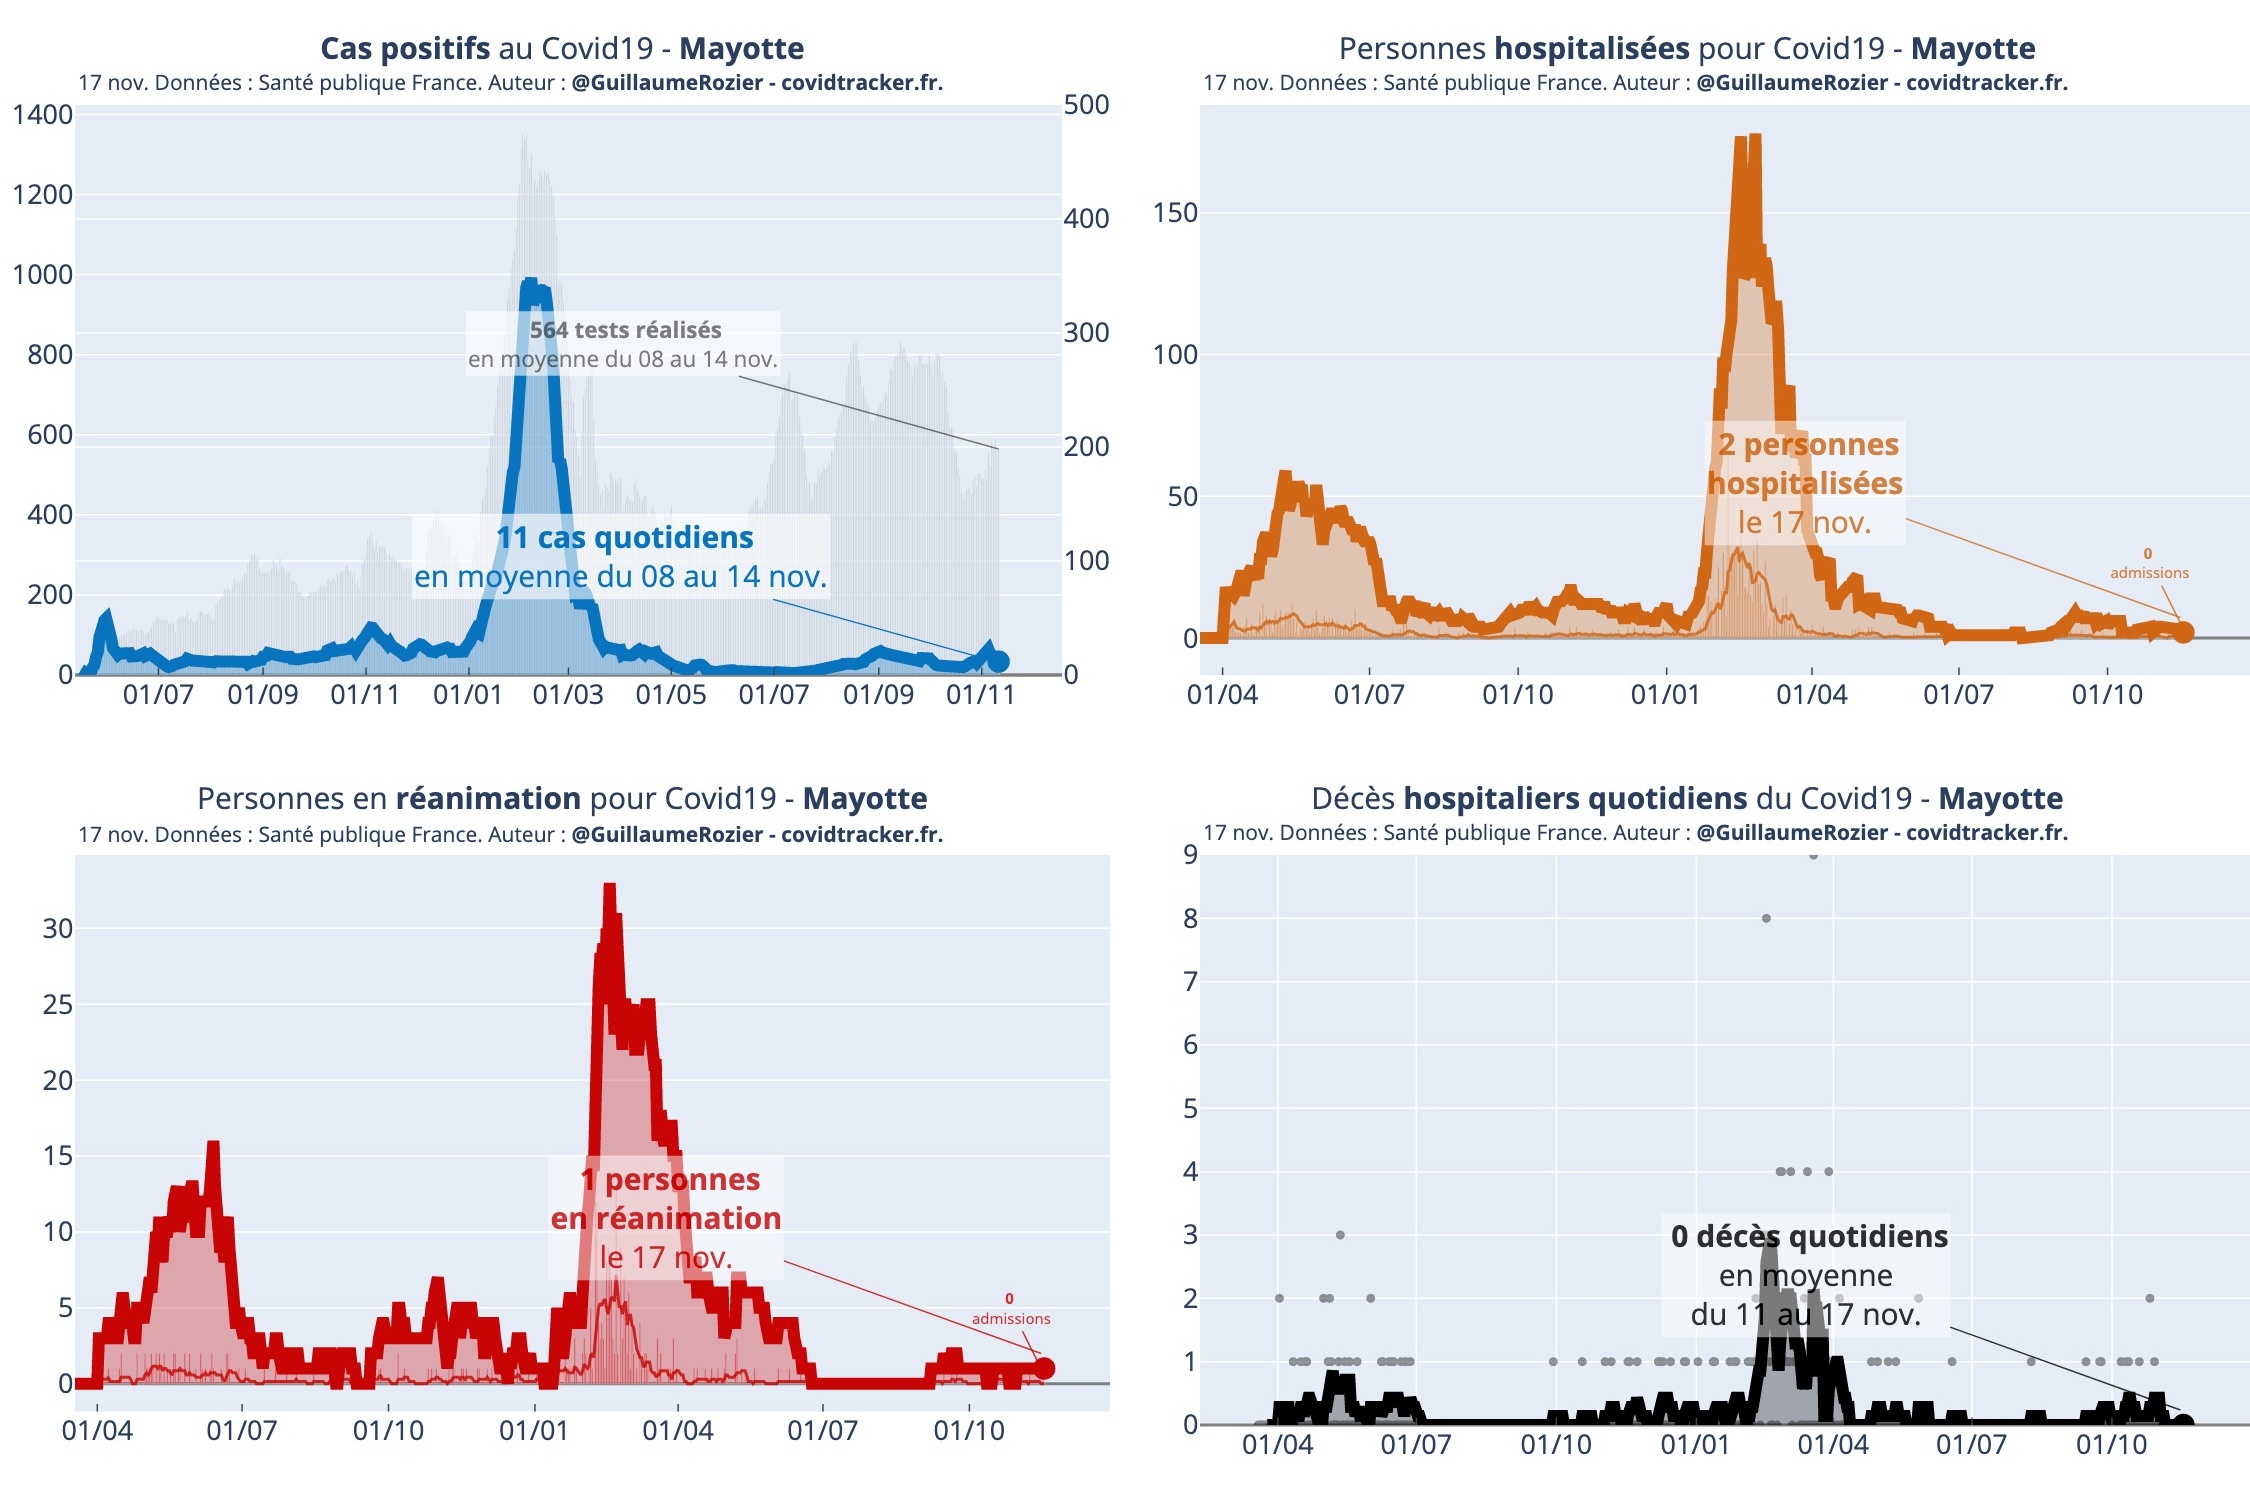 Cas positifs au Covid19 - Mayotte
17 nov. Données : Santé publique France. Auteur : @GuillaumeRozier - covidtracker.fr.
1400
1200
1000
800
600
400
200
0
500
400
300
200
100
0
564 tests réalisés
en moyenne du 08 au 14 nov.
11 cas quotidiens
en moyenne du 08 au 14 nov.
01/07 01/09 01/11 01/01 01/03 01/05 01/07 01/09 01/11
Personnes hospitalisées pour Covid19 - Mayotte
17 nov. Données : Santé publique France. Auteur : @GuillaumeRozier - covidtracker.fr.
150
100
50
0
2 personnes
hospitalisées
le 17 nov.
0
admissions
01/04 01/07 01/10 01/01 01/04 01/07 01/10
Personnes en réanimation pour Covid19 - Mayotte
17 nov. Données : Santé publique France. Auteur : @GuillaumeRozier - covidtracker.fr.
30
25
20
15
10
5
0
1 personnes
en réanimation
le 17 nov.
0
admissions
01/04 01/07 01/10 01/01 01/04 01/07 01/10
Décès hospitaliers quotidiens du Covid19 - Mayotte
17 nov. Données : Santé publique France. Auteur : @GuillaumeRozier - covidtracker.fr.
9
8
7
6
5
4
3
2
1
0
0 décès quotidiens
en moyenne
du 11 au 17 nov.
01/04 01/07 01/10 01/01 01/04 01/07 01/10